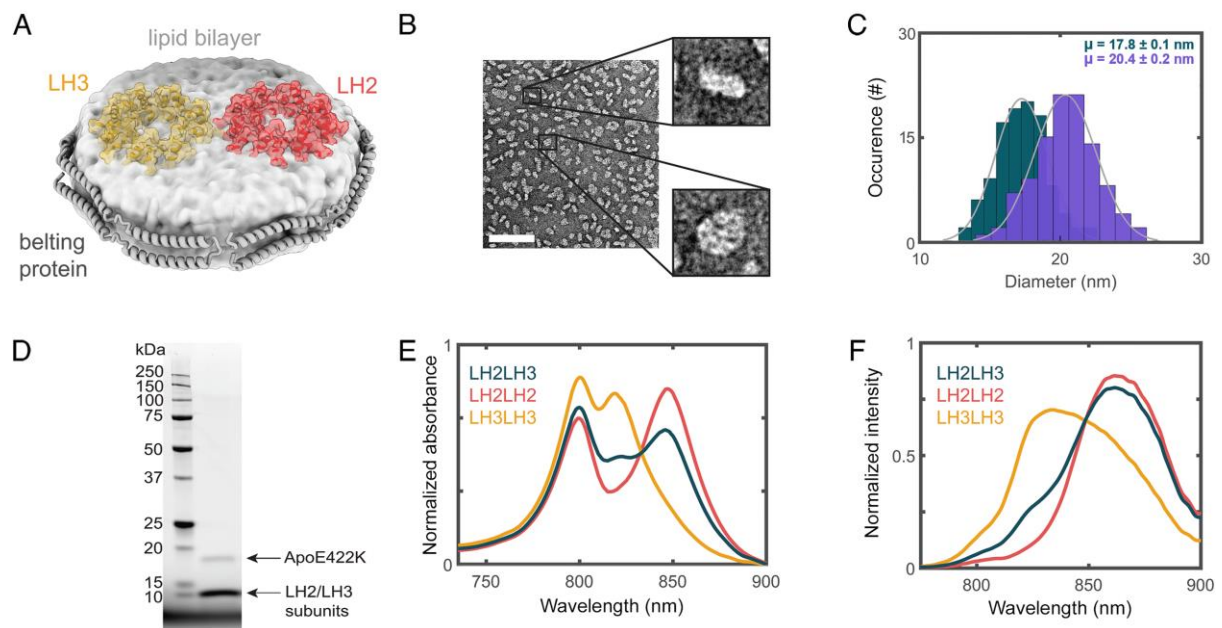 A
lipid bilayer
LH3
LH2
belting
protein
B
C
μ = 17.8 ± 0.1 nm
μ = 20.4 ± 0.2 nm
30
15
0
Occurence (#)
10
20
30
Diameter (nm)
D
kDa
250
150
100
75
50
37
25
20
15
10
ApoE422K
LH2/LH3
subunits
E
1
0
Normalized absorbance
LH2LH3
LH2LH2
LH3LH3
750
800
850
900
Wavelength (nm)
F
1
0.5
0
Normalized intensity
LH2LH3
LH2LH2
LH3LH3
800
850
900
Wavelength (nm)